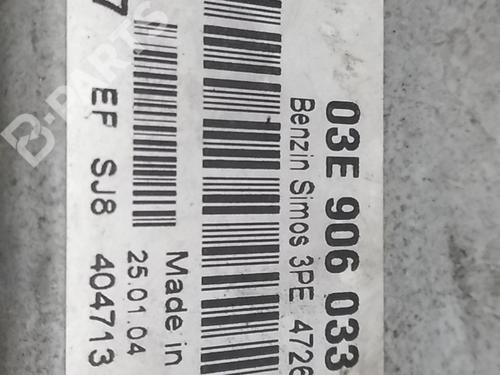 03E 906 033
Benzin Simos 3PE 4726
Made in
25.01.04
7
EF SJ8 404713
B-PARTS